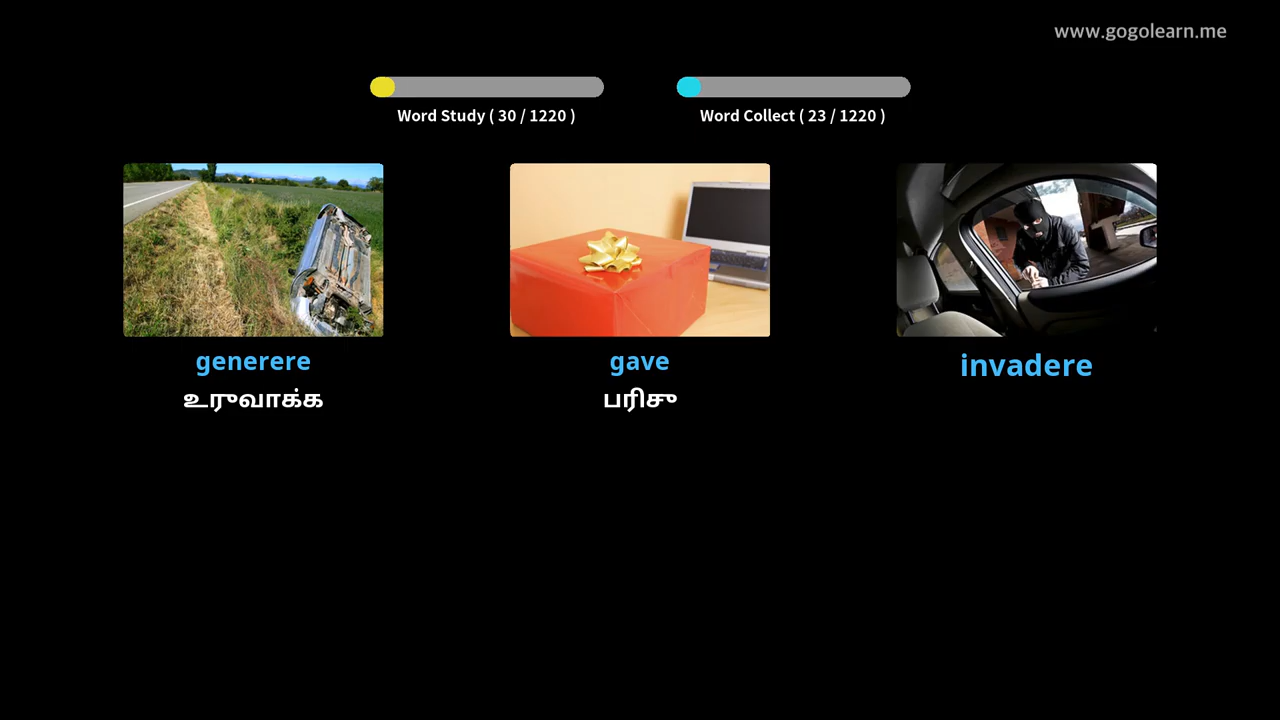 www.gogolearn.me
Word Study ( 30 / 1220 )
Word Collect ( 23 / 1220 )
generere
gave
invadere
உருவாக்க
பரிசு